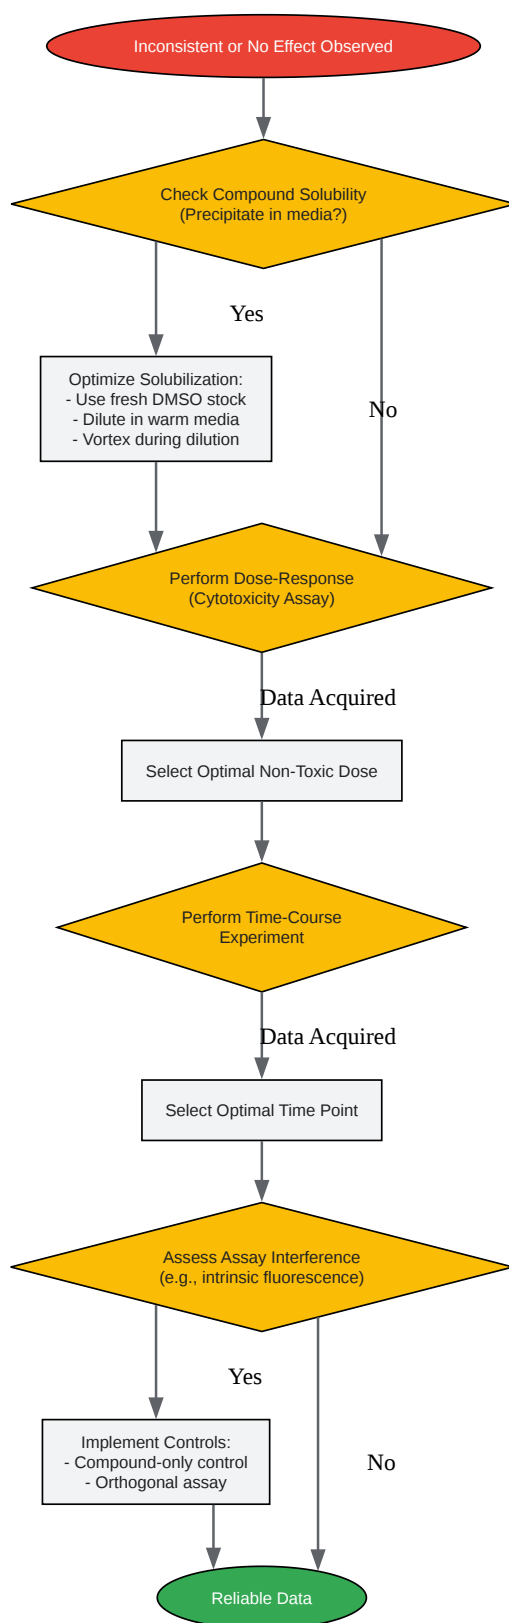 Inconsistent or No Effect Observed
Check Compound Solubility
(Precipitate in media?)
Yes
Optimize Solubilization:
- Use fresh DMSO stock
- Dilute in warm media
- Vortex during dilution
No
Perform Dose-Response
(Cytotoxicity Assay)
Data Acquired
Select Optimal Non-Toxic Dose
Perform Time-Course
Experiment
Data Acquired
Select Optimal Time Point
Assess Assay Interference
(e.g., intrinsic fluorescence)
Yes
Implement Controls:
- Compound-only control
- Orthogonal assay
No
Reliable Data